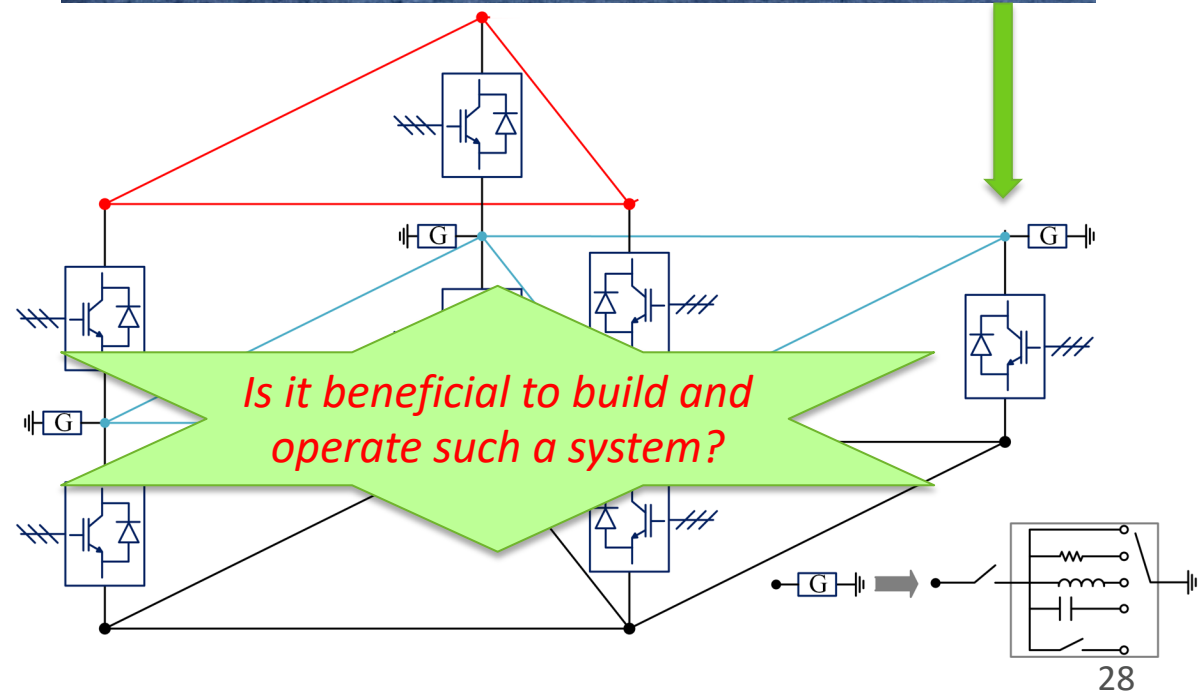 G
G
G
Is it beneficial to build and
operate such a system?
G
28